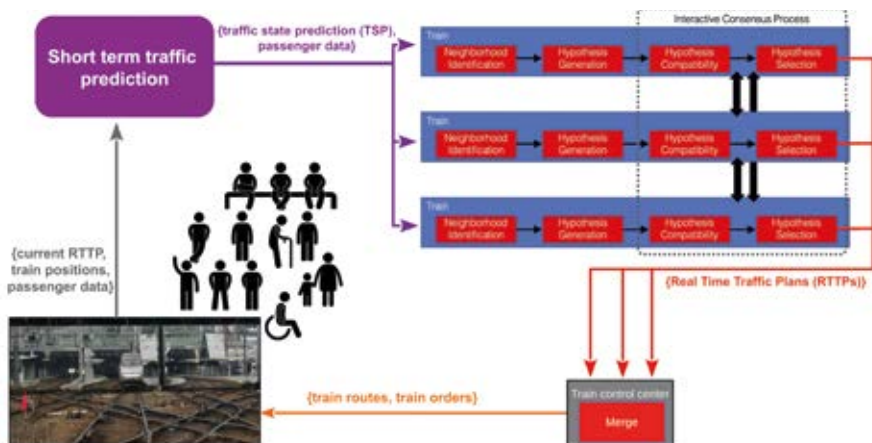 Interactive Consensus Process
Short term traffic
prediction
{traffic state prediction (TSP),
passenger data}
Train
Neighborhood
Identification
Hypothesis
Generation
Hypothesis
Compatibility
Hypothesis
Selection
Train
Neighborhood
Identification
Hypothesis
Generation
Hypothesis
Compatibility
Hypothesis
Selection
Train
Neighborhood
Identification
Hypothesis
Generation
Hypothesis
Compatibility
Hypothesis
Selection
{current RTTP,
train positions,
passenger data}
{Real Time Traffic Plans (RTTPs)}
{train routes, train orders}
Train control center
Merge